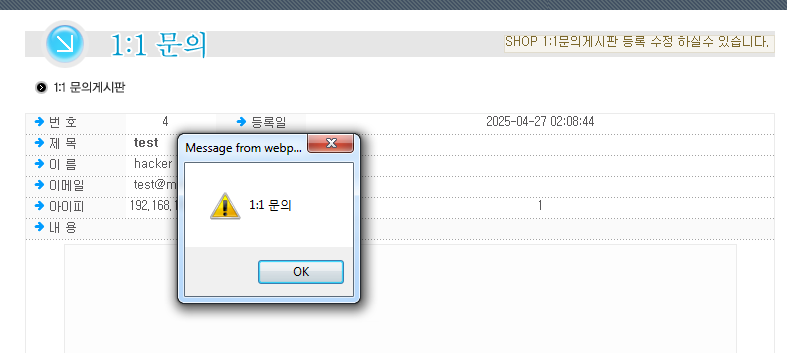 1:1 문의
SHOP 1:1문의게시판 등록 수정 하실수 있습니다.
1:1 문의게시판
번 호 4 등록일 2025-04-27 02:08:44
제 목 test
이 름 hacker
이메일 test@m
아이피 192,168,1 1
내 용
Message from webp...
1:1 문의
OK